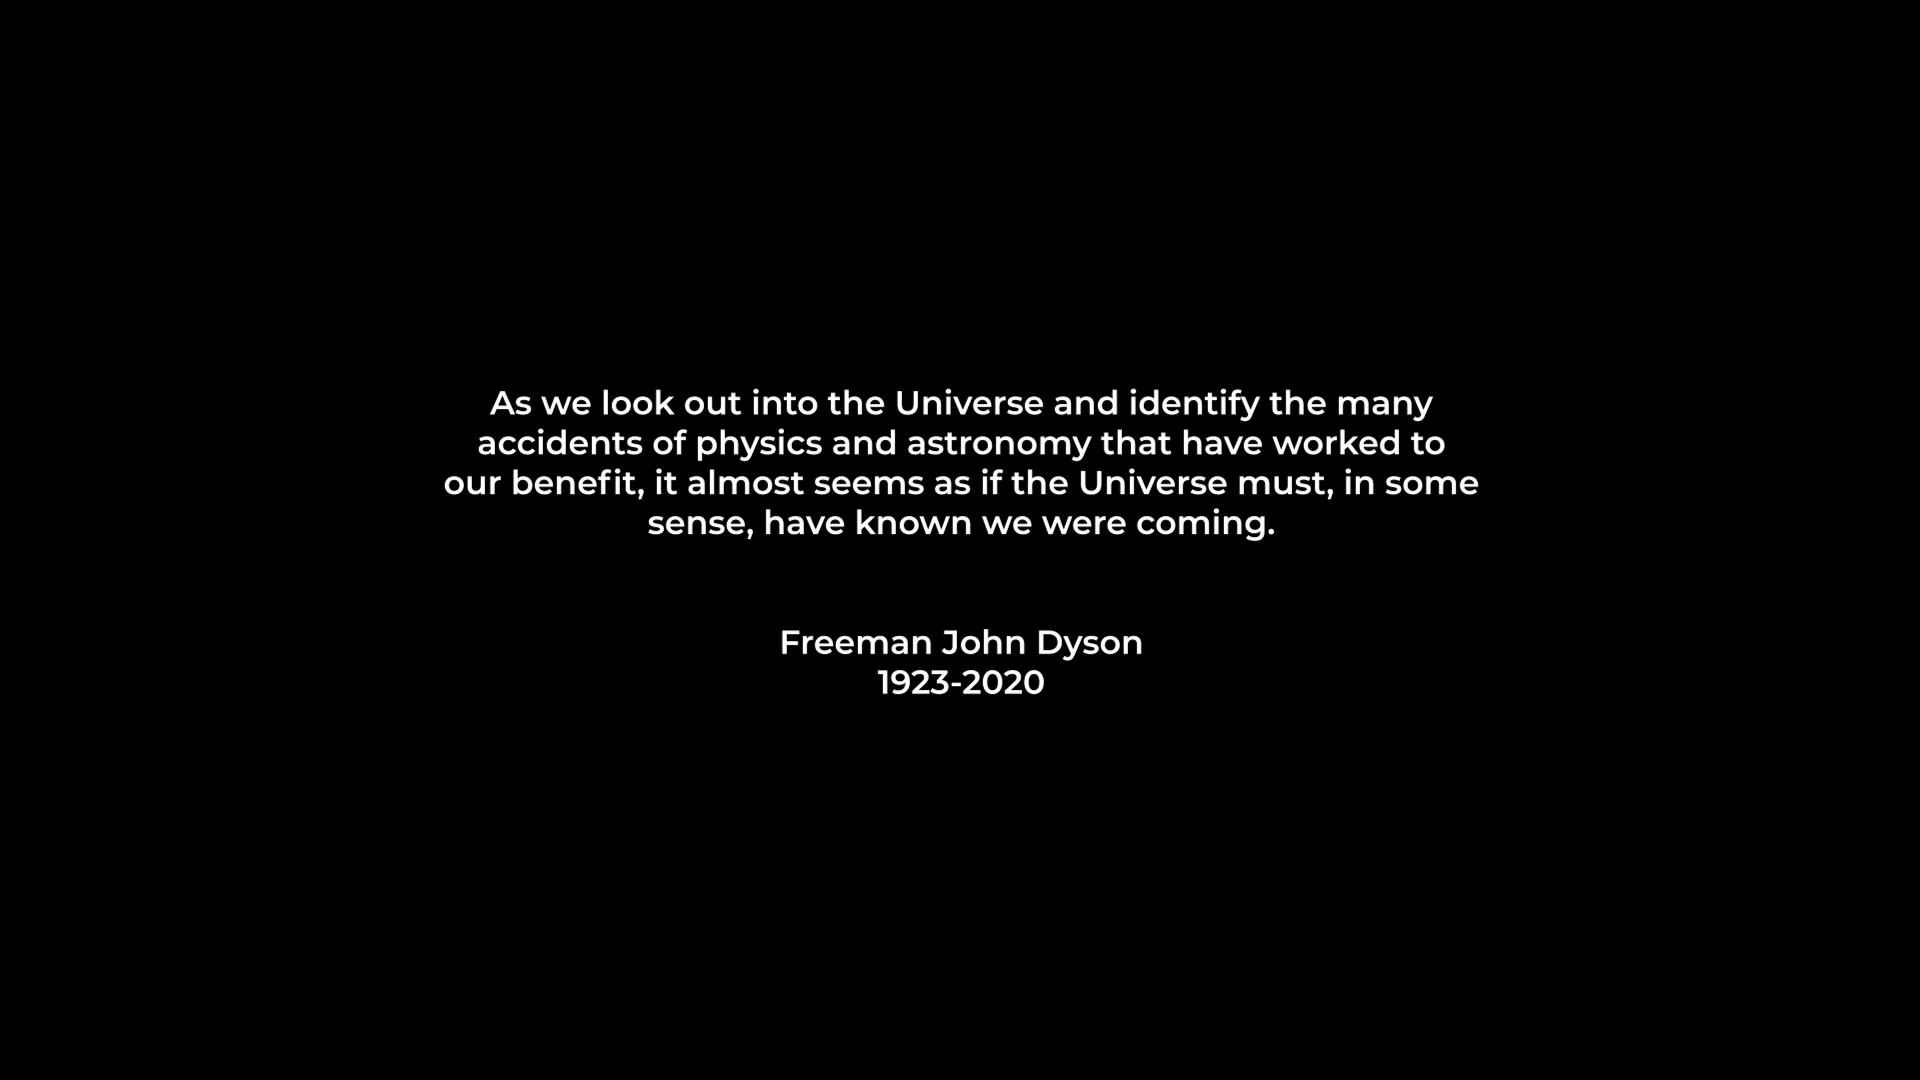 As we look out into the Universe and identify the many
accidents of physics and astronomy that have worked to
our benefit, it almost seems as if the Universe must, in some
sense, have known we were coming.
Freeman John Dyson
1923-2020